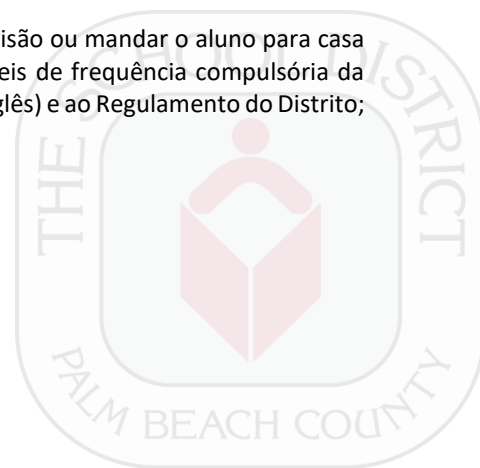 isão ou mandar o aluno para casa
eis de frequência compulsória da
glês) e ao Regulamento do Distrito;
THE SCHOOL DISTRICT
PALM BEACH COUNTY